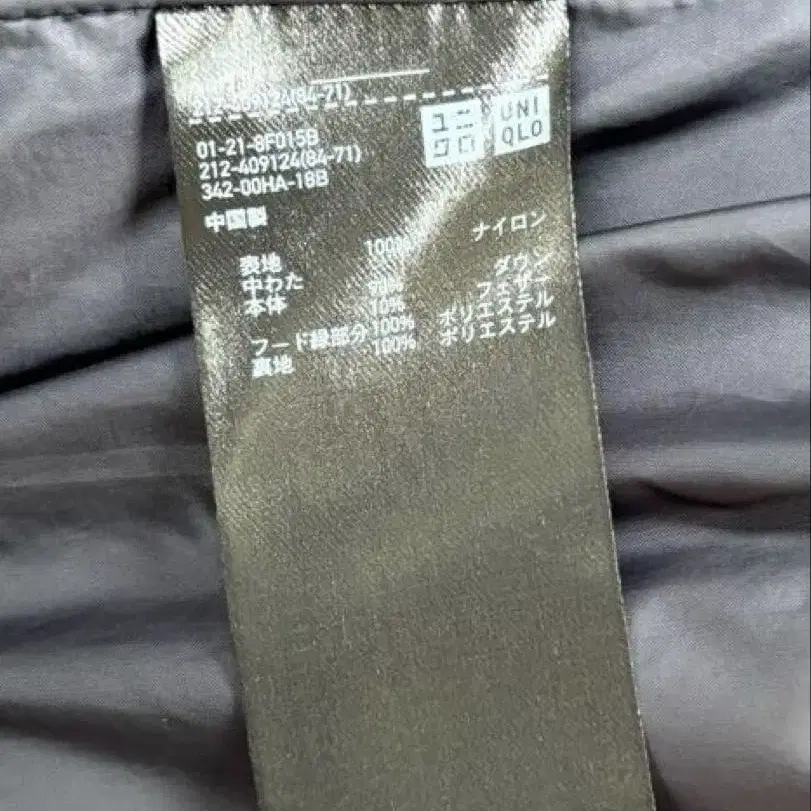 212-409124(84-71)
ユニ
クロ
UNI
QLO
01-21-8F015B
212-409124(84-71)
342-00HA-18B
中国製
表地 100% ナイロン
中わた
本体 90% ダウン
10% フェザー
フード縁部分 100% ポリエステル
裏地 100% ポリエステル